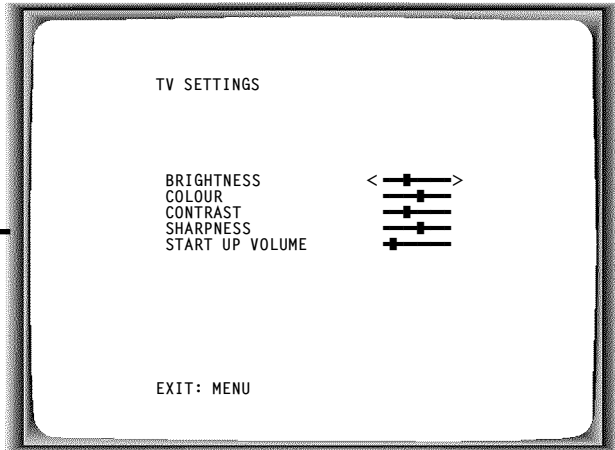 TV SETTINGS
BRIGHTNESS < >
COLOUR
CONTRAST
SHARPNESS
START UP VOLUME
EXIT: MENU